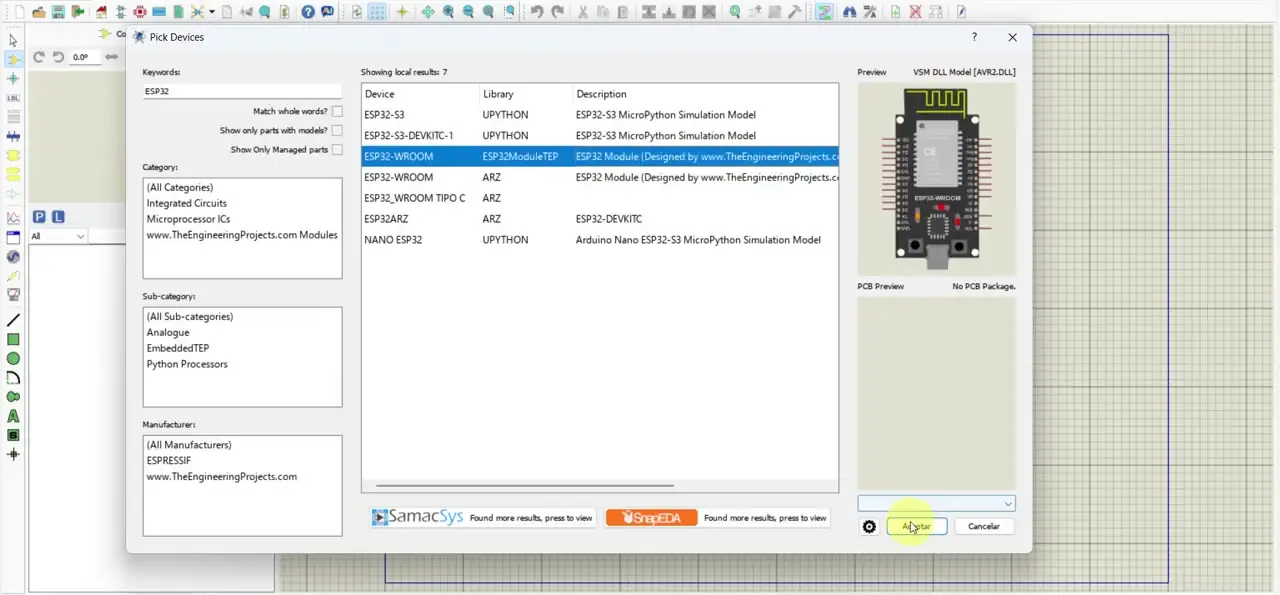 Co
0.0°
LBL
P L
All
Pick Devices
? ×
Keywords:
ESP32
Match whole words?
Show only parts with models?
Show Only Managed parts
Category:
(All Categories)
Integrated Circuits
Microprocessor ICs
www.TheEngineeringProjects.com Modules
Sub-category:
(All Sub-categories)
Analogue
EmbeddedTEP
Python Processors
Manufacturer:
(All Manufacturers)
ESPRESSIF
www.TheEngineeringProjects.com
Showing local results: 7
Device Library Description
ESP32-S3 UPYTHON ESP32-S3 MicroPython Simulation Model
ESP32-S3-DEVKITC-1 UPYTHON ESP32-S3 MicroPython Simulation Model
ESP32-WROOM ESP32ModuleTEP ESP32 Module (Designed by www.TheEngineeringProjects.c
ESP32-WROOM ARZ ESP32 Module (Designed by www.TheEngineeringProjects.c
ESP32_WROOM TIPO C ARZ
ESP32ARZ ARZ ESP32-DEVKITC
NANO ESP32 UPYTHON Arduino Nano ESP32-S3 MicroPython Simulation Model
SamacSys Found more results, press to view
SnapEDA Found more results, press to view
Preview VSM DLL Model [AVR2.DLL]
CE
ESP32-WROOM
PCB Preview No PCB Package.
Aceptar Cancelar